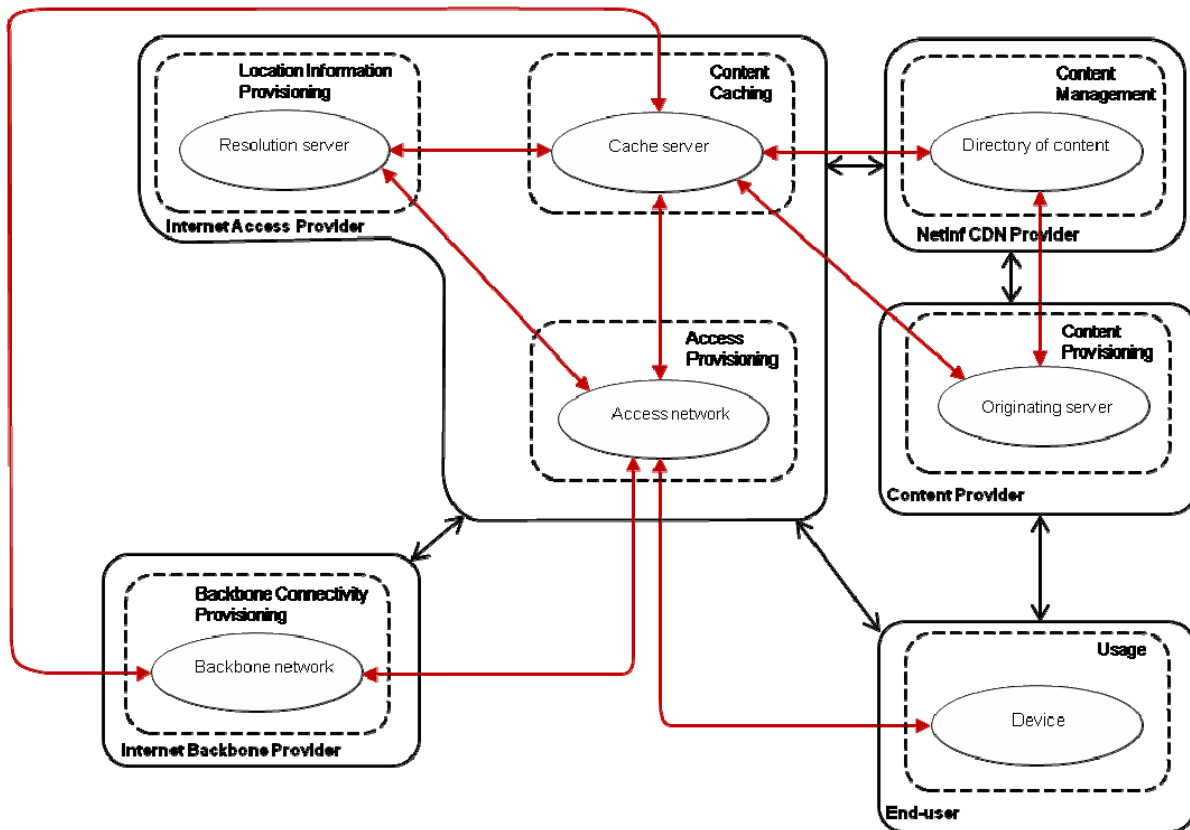 Location Information
Provisioning
Resolution server
Internet Access Provider
Content
Caching
Cache server
Content
Management
Directory of content
NetInf CDN Provider
Access
Provisioning
Access network
Content
Provisioning
Originating server
Content Provider
Backbone Connectivity
Provisioning
Backbone network
Internet Backbone Provider
Usage
Device
End-user